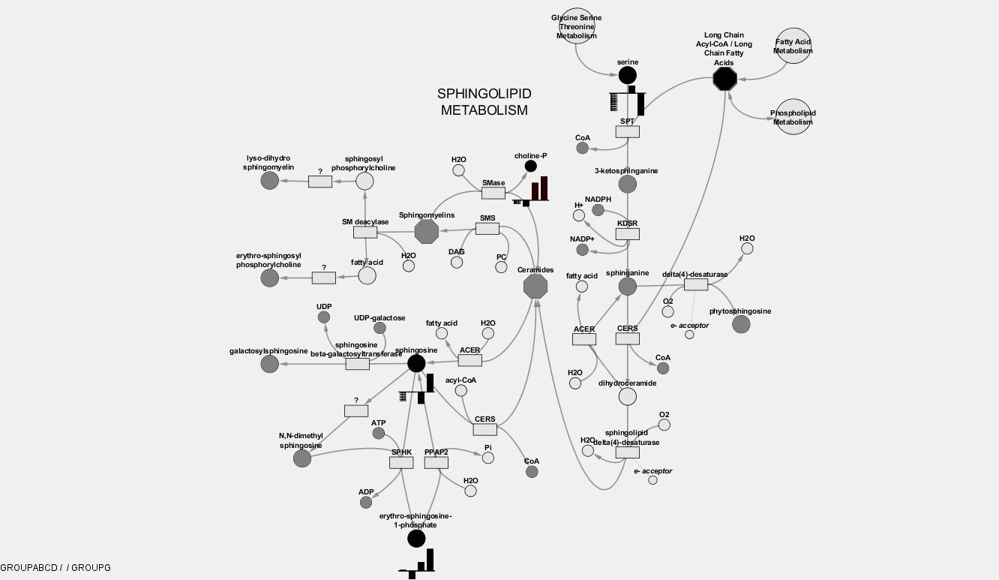 Glycine Serine
Threonine
Metabolism
Long Chain
Acyl-CoA / Long
Chain Fatty
Acids
Fatty Acid
Metabolism
serine
SPHINGOLIPID
METABOLISM
Phospholipid
Metabolism
SPT
CoA
lyso-dihydro
sphingomyelin
?
sphingosyl
phosphorylcholine
H2O
choline-P
3-ketosphinganine
SMase
H+
NADPH
SM deacylase
Sphingomyelins
SMS
KDSR
NADP+
H2O
erythro-sphingosyl
phosphorylcholine
?
fatty acid
H2O
DAG
PC
Ceramides
fatty acid
sphinganine
delta(4)-desaturase
O2
phytosphingosine
e- acceptor
UDP
UDP-galactose
fatty acid
H2O
ACER
CERS
galactosylsphingosine
sphingosine
beta-galactosyltransferase
sphingosine
ACER
CoA
H2O
acyl-CoA
dihydroceramide
?
CERS
O2
ATP
N,N-dimethyl
sphingosine
SPHK
PPAP2
Pi
CoA
H2O
sphingolipid
delta(4)-desaturase
e- acceptor
H2O
ADP
erythro-sphingosine-
1-phosphate
GROUPABCD / / GROUPG